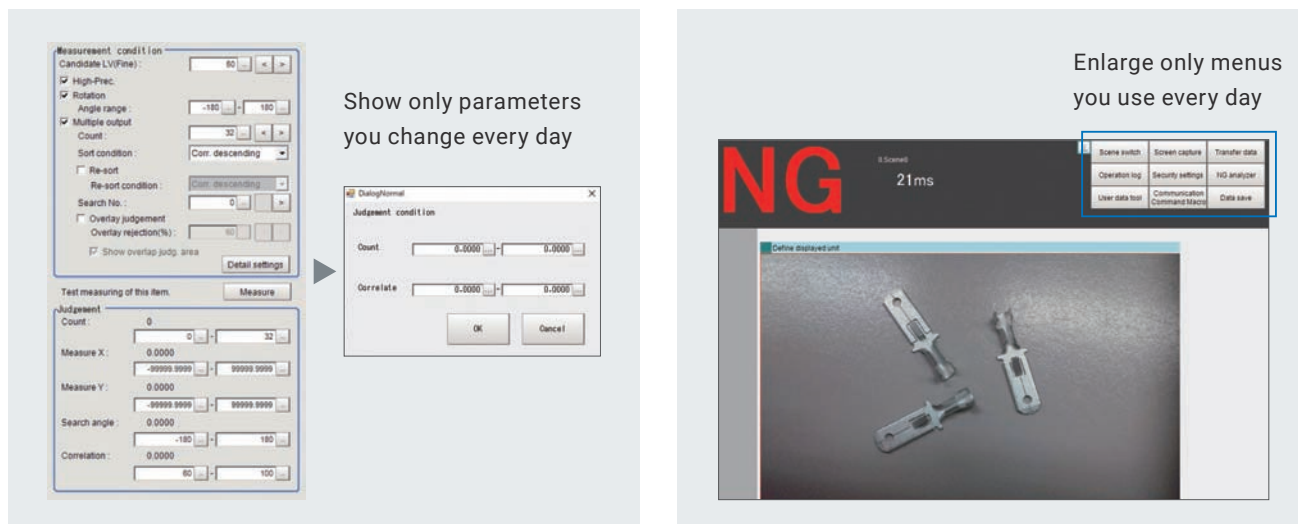 Measurement condition
Candidate LV(Fine) : 60 .. < >
High-Prec.
Rotation
Angle range : -180 .. - 180 ..
Multiple output
Count : 32 .. < >
Sort condition : Corr. descending
Re-sort
Re-sort condition : Corr. descending
Search No. : 0 .. >
Overlay judgement
Overlay rejection(%) : 50 ..
Show overlap judg. area
Detail settings
Test measuring of this item. Measure
Judgement
Count : 0
0 .. - 32 ..
Measure X : 0.0000
-99999.9999 .. - 99999.9999 ..
Measure Y : 0.0000
-99999.9999 .. - 99999.9999 ..
Search angle : 0.0000
-180 .. - 180 ..
Correlation : 0.0000
60 .. - 100 ..
Show only parameters
you change every day
DialogNormal X
Judgement condition
Count 0.0000 ... - 0.0000 ...
Correlate 0.0000 ... - 0.0000 ...
OK Cancel
Enlarge only menus
you use every day
NG
0.Scene0
21ms
Scene switch Screen capture Transfer data
Operation log Security settings NG analyzer
User data tool Communication Command Macro Data save
Define displayed unit